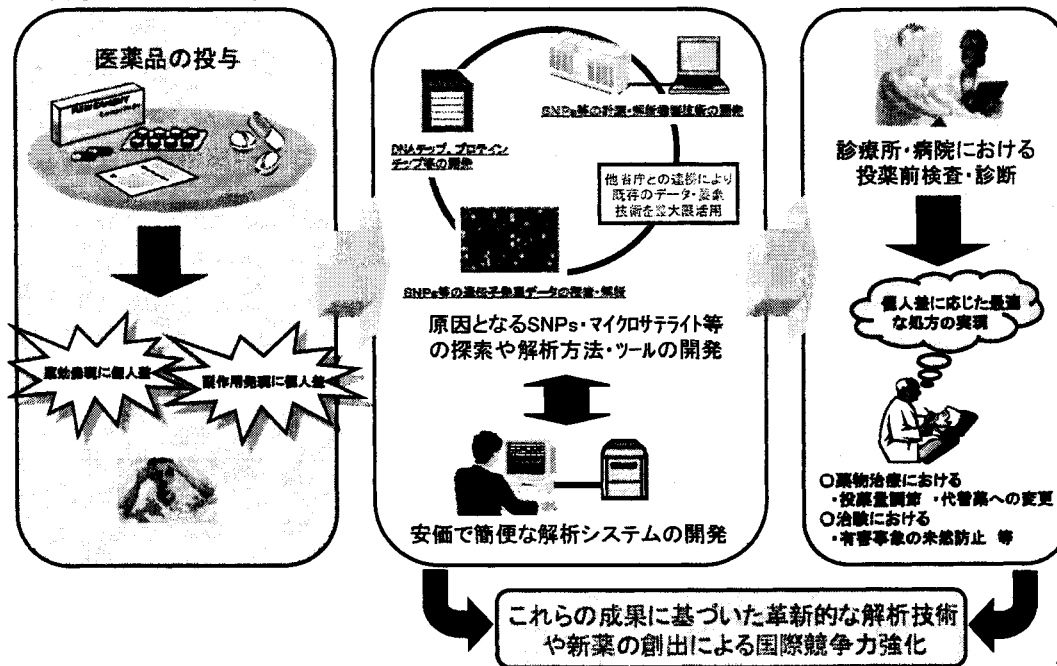 医薬品の投与
薬効発現に個人差
副作用発現に個人差
SNPs等の計測・解析機器技術の開発
DNAチップ、プロテイン
チップ等の開発
他省庁との連携により
既存のデータ・要素
技術を最大限活用
SNPs等の遺伝子発現データの探索・解析
原因となるSNPs・マイクロサテライト等
の探索や解析方法・ツールの開発
安価で簡便な解析システムの開発
診療所・病院における
投薬前検査・診断
個人差に応じた最適
な処方の実現
○薬物治療における
・投薬量調節 ・代替薬への変更
○治験における
・有害事象の未然防止 等
これらの成果に基づいた革新的な解析技術
や新薬の創出による国際競争力強化